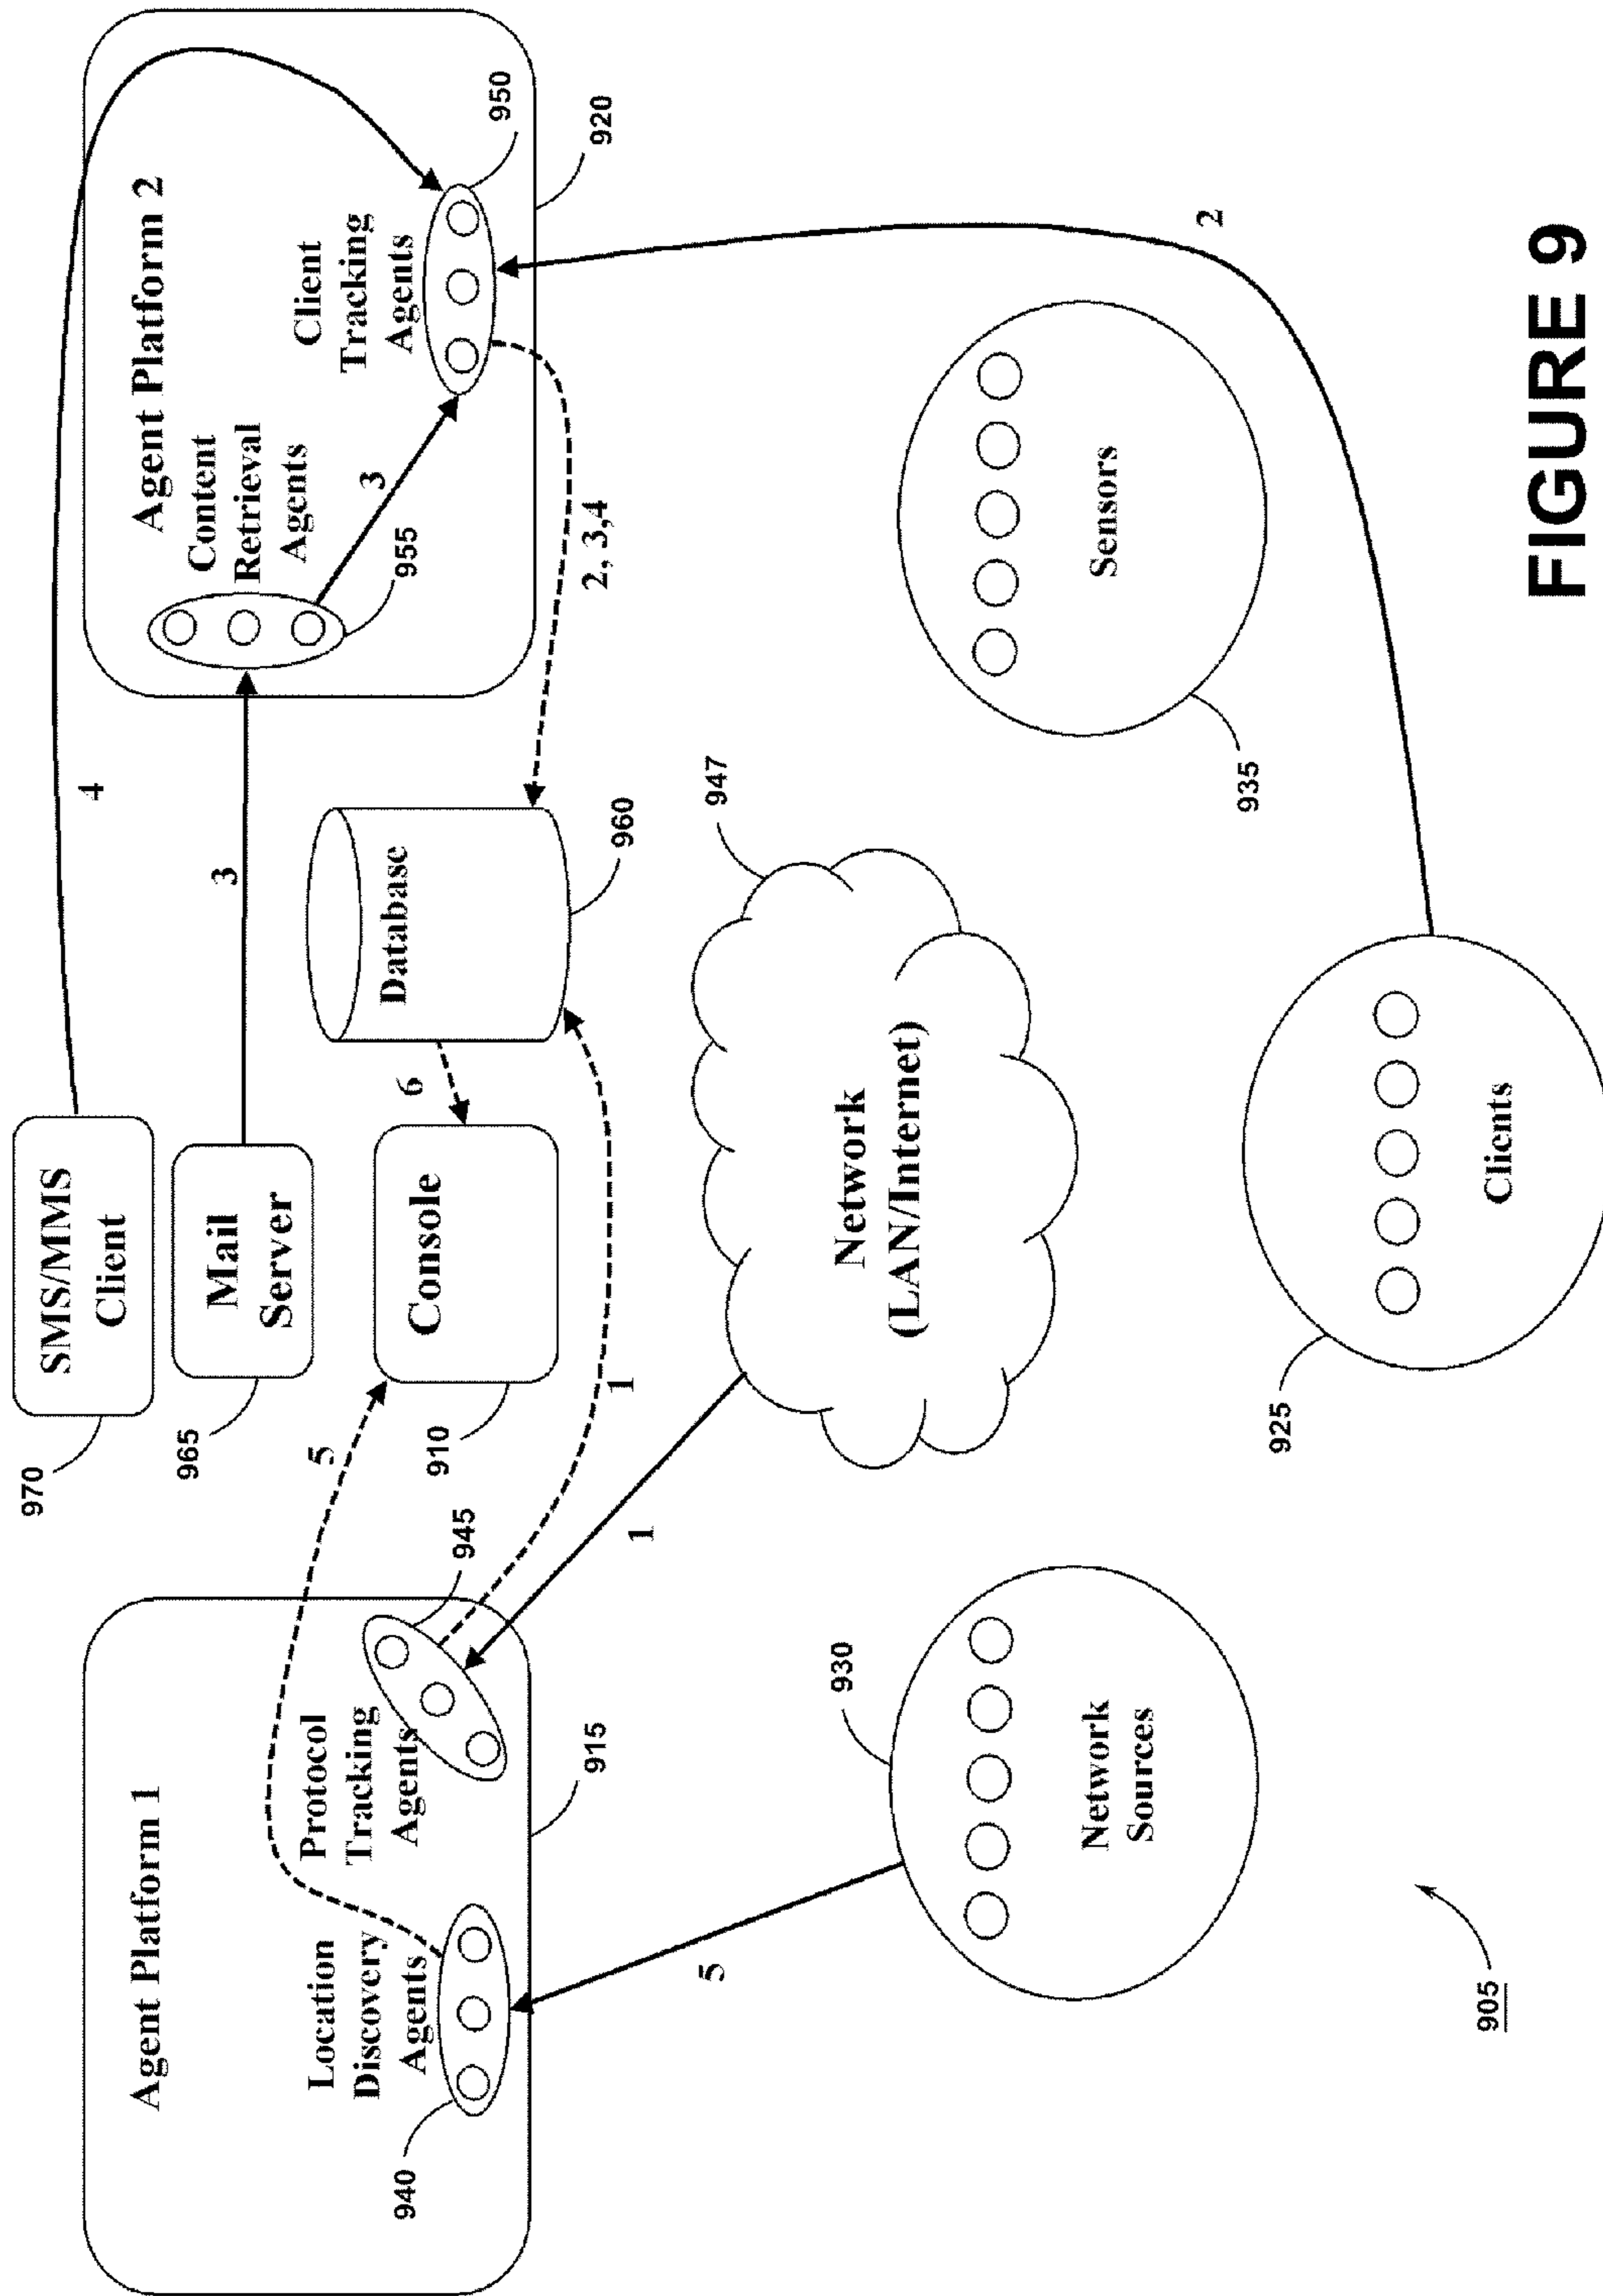 SMS/MMS
Client
970
4
Mail
Server
965
3
Agent Platform 1
Location
Discovery
Agents
940
Protocol
Tracking
Agents
945
915
5
Console
910
6
Database
960
1
Agent Platform 2
Content
Retrieval
Agents
955
3
Client
Tracking
Agents
950
920
2, 3,4
1
Network
(LAN/Internet)
947
5
930
Network
Sources
Sensors
935
2
925
Clients
905
FIGURE 9